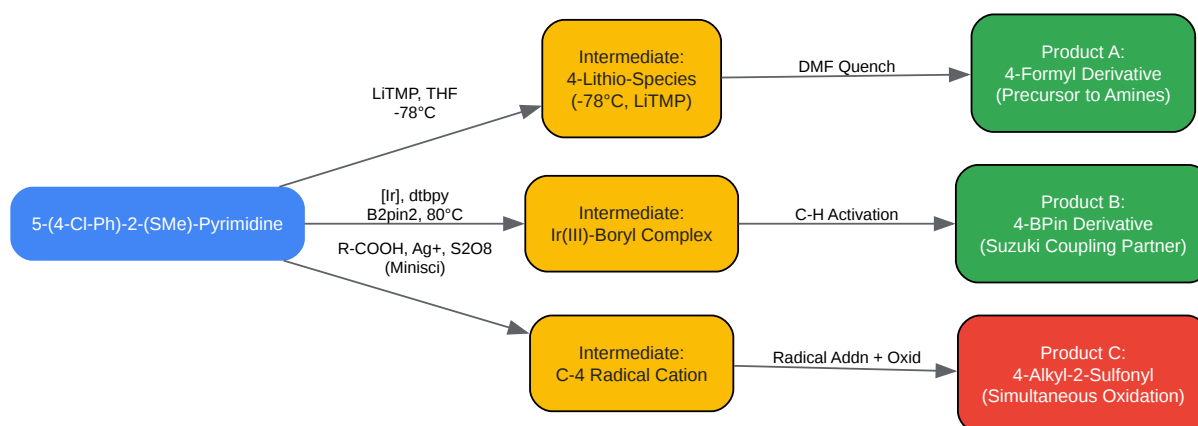 5-(4-Cl-Ph)-2-(SMe)-Pyrimidine
LiTMP, THF
-78°C
Intermediate:
4-Lithio-Species
(-78°C, LiTMP)
DMF Quench
Product A:
4-Formyl Derivative
(Precursor to Amines)
[Ir], dtbpy
B2pin2, 80°C
Intermediate:
Ir(III)-Boryl Complex
C-H Activation
Product B:
4-BPin Derivative
(Suzuki Coupling Partner)
R-COOH, Ag+, S2O8
(Minisci)
Intermediate:
C-4 Radical Cation
Radical Addn + Oxid
Product C:
4-Alkyl-2-Sulfonyl
(Simultaneous Oxidation)